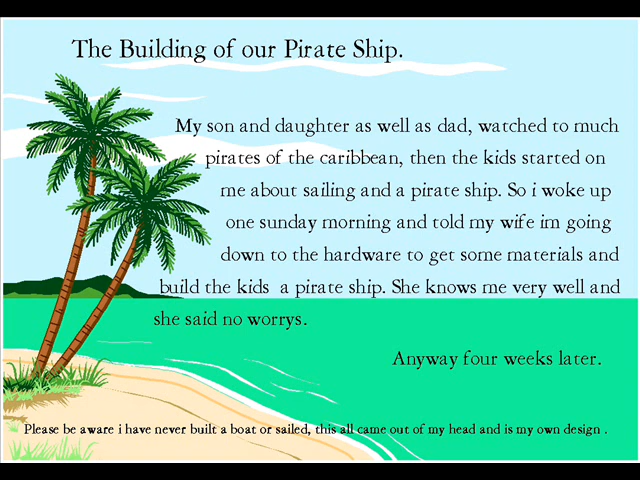 The Building of our Pirate Ship.
My son and daughter as well as dad, watched to much
pirates of the caribbean, then the kids started on
me about sailing and a pirate ship. So i woke up
one sunday morning and told my wife im going
down to the hardware to get some materials and
build the kids a pirate ship. She knows me very well and
she said no worrys.
Anyway four weeks later.
Please be aware i have never built a boat or sailed, this all came out of my head and is my own design .